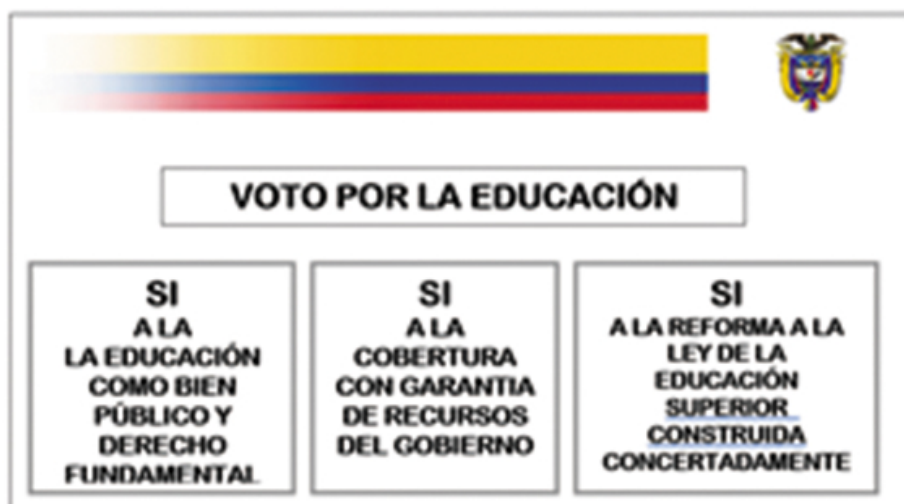 VOTO POR LA EDUCACIÓN
SI
A LA
LA EDUCACIÓN
COMO BIEN
PÚBLICO Y
DERECHO
FUNDAMENTAL
SI
A LA
COBERTURA
CON GARANTIA
DE RECURSOS
DEL GOBIERNO
SI
A LA REFORMA A LA
LEY DE LA
EDUCACIÓN
SUPERIOR
CONSTRUIDA
CONCERTADAMENTE